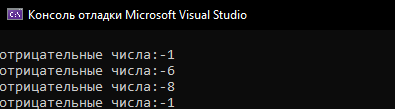 C:\ Консоль отладки Microsoft Visual Studio
отрицательные числа:-1
отрицательные числа:-6
отрицательные числа:-8
отрицательные числа:-1